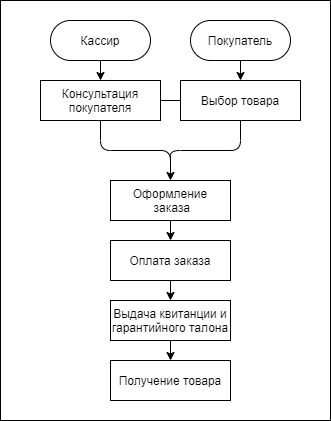 Кассир
Покупатель
Консультация
покупателя
Выбор товара
Оформление
заказа
Оплата заказа
Выдача квитанции и
гарантийного талона
Получение товара